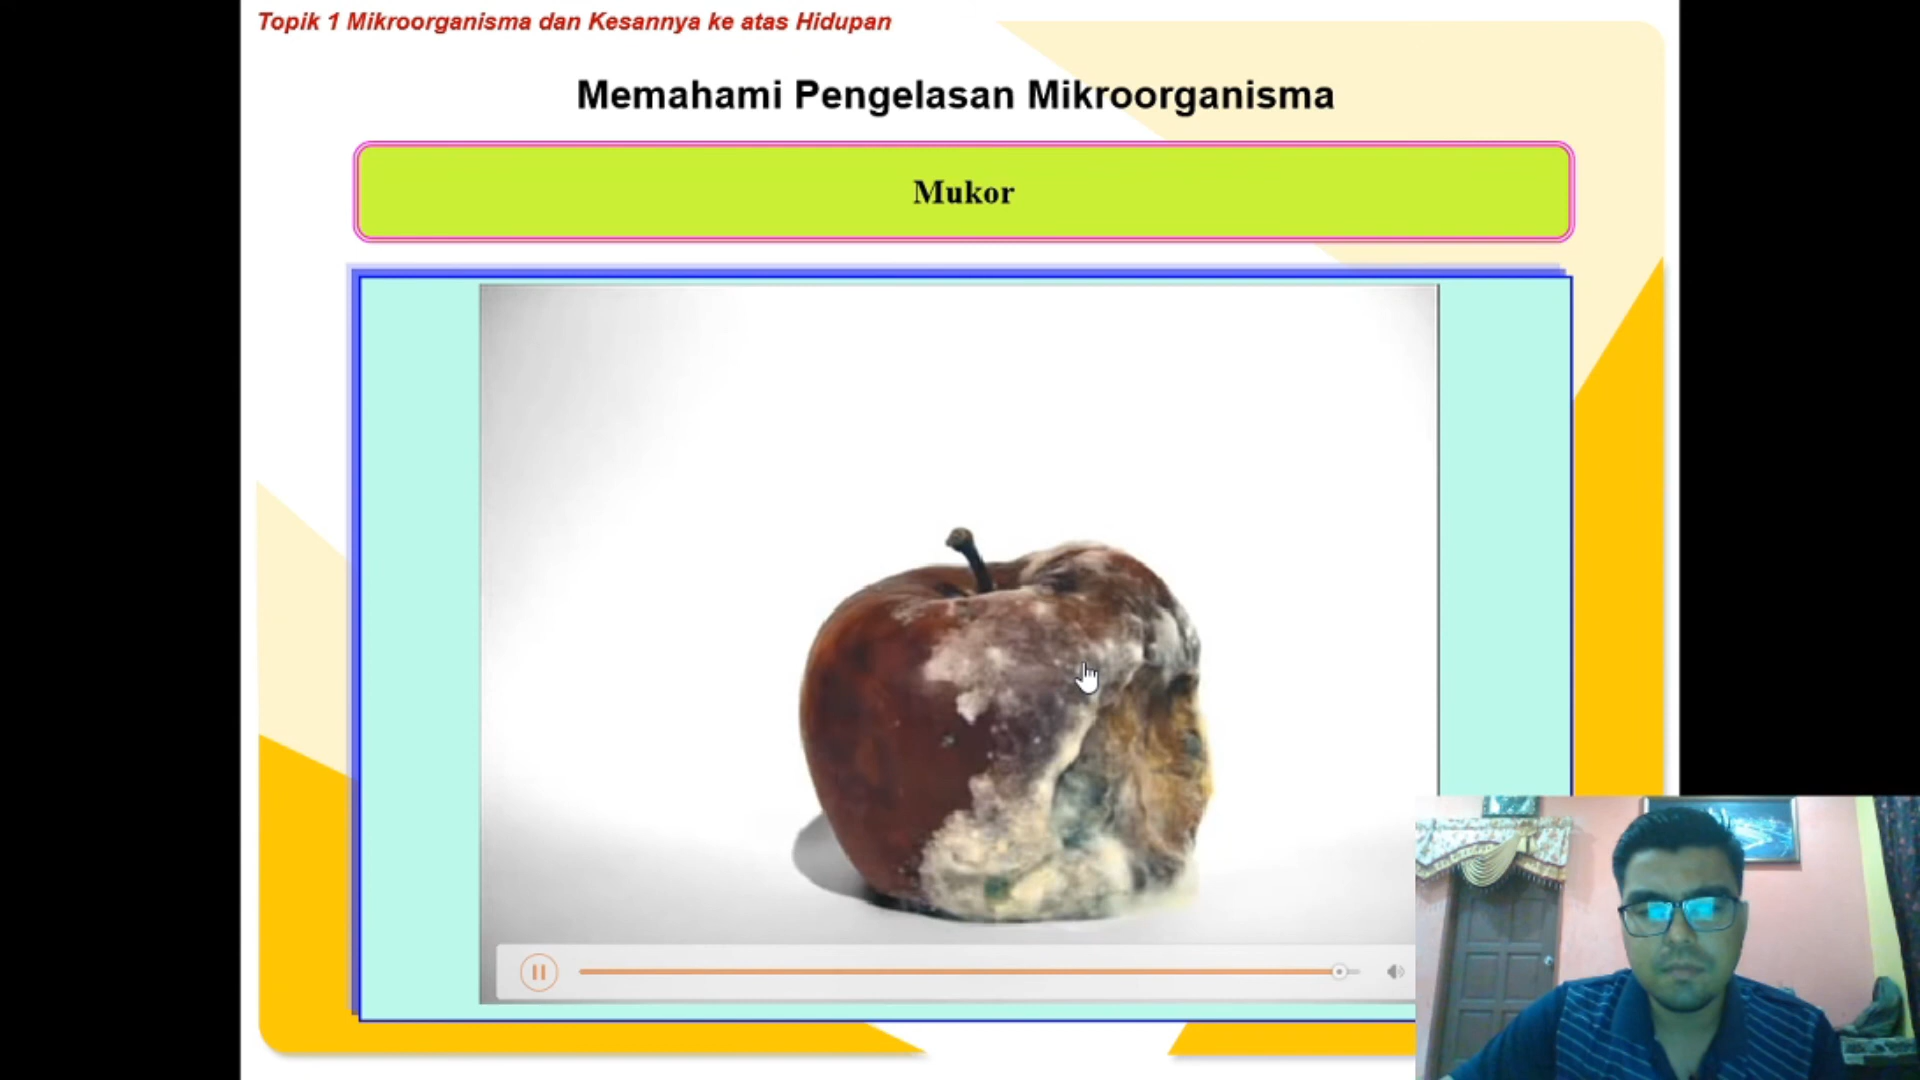 Topik 1 Mikroorganisma dan Kesannya ke atas Hidupan
Memahami Pengelasan Mikroorganisma
Mukor